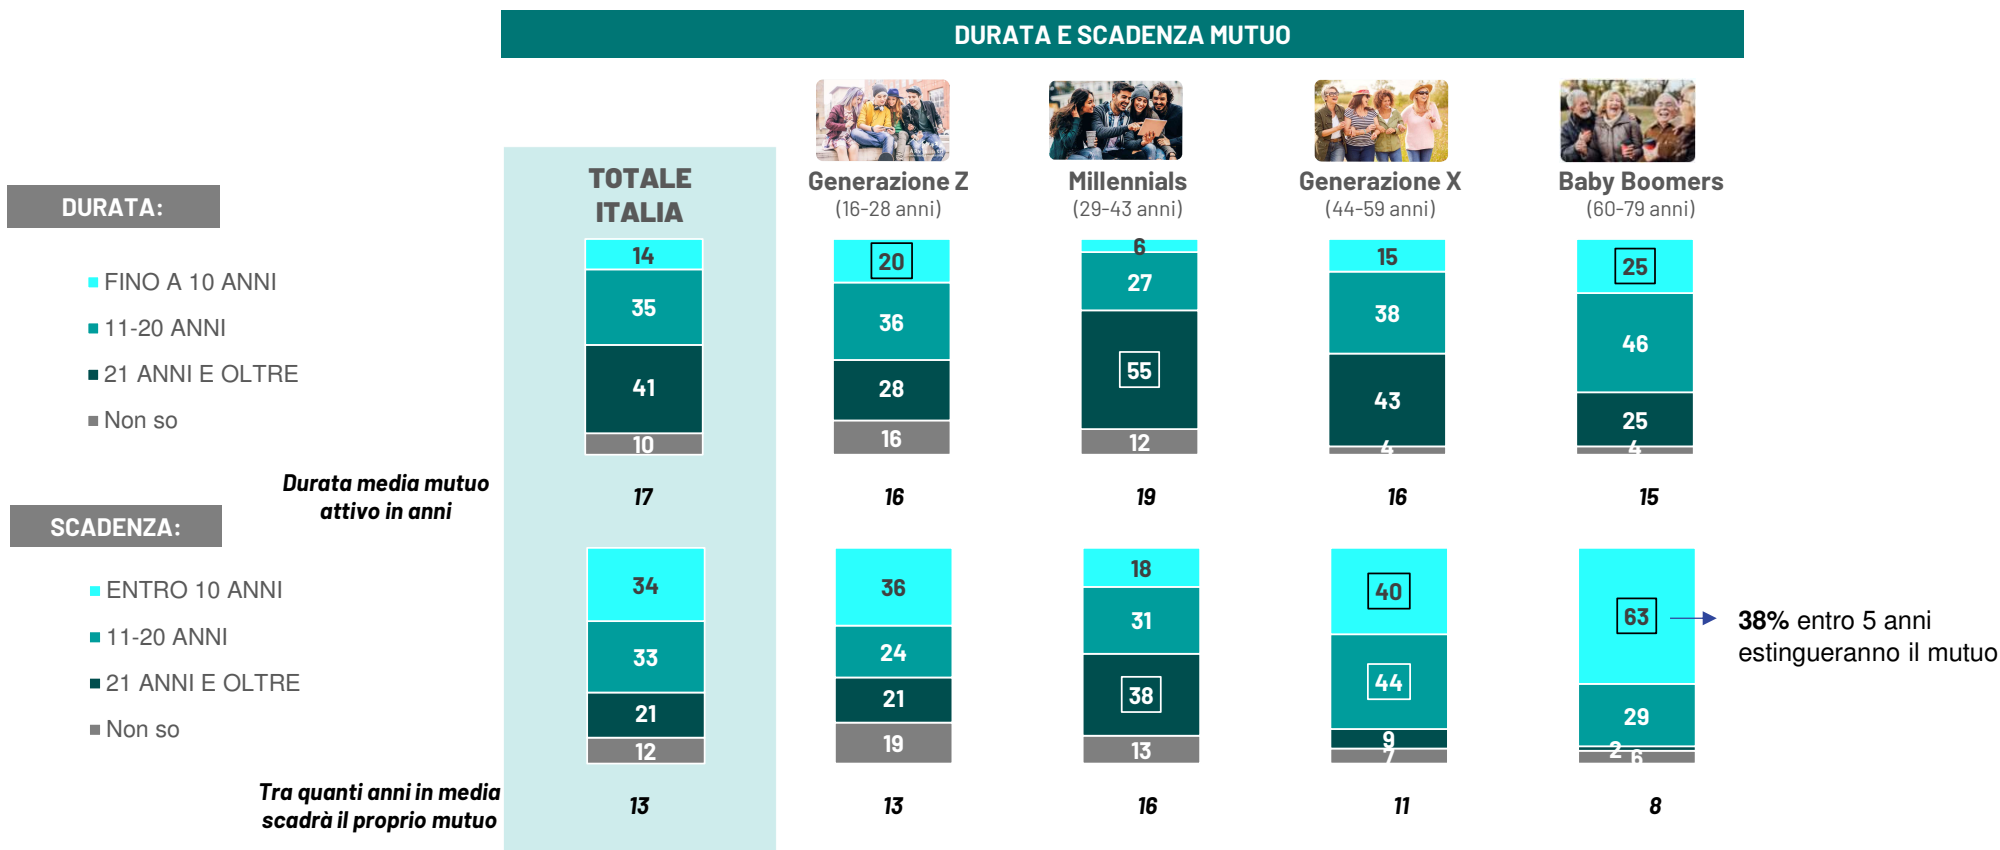 DURATA E SCADENZA MUTUO
TOTALE
ITALIA
Generazione Z
(16-28 anni)
Millennials
(29-43 anni)
Generazione X
(44-59 anni)
Baby Boomers
(60-79 anni)
DURATA:
FINO A 10 ANNI
11-20 ANNI
21 ANNI E OLTRE
Non so
14
35
41
10
20
36
28
16
6
27
55
12
15
38
43
4
25
46
25
4
Durata media mutuo
attivo in anni
17
16
19
16
15
SCADENZA:
ENTRO 10 ANNI
11-20 ANNI
21 ANNI E OLTRE
Non so
34
33
21
12
36
24
21
19
18
31
38
13
40
44
9
7
63
29
2
6
38% entro 5 anni
estingueranno il mutuo
Tra quanti anni in media
scadrà il proprio mutuo
13
13
16
11
8